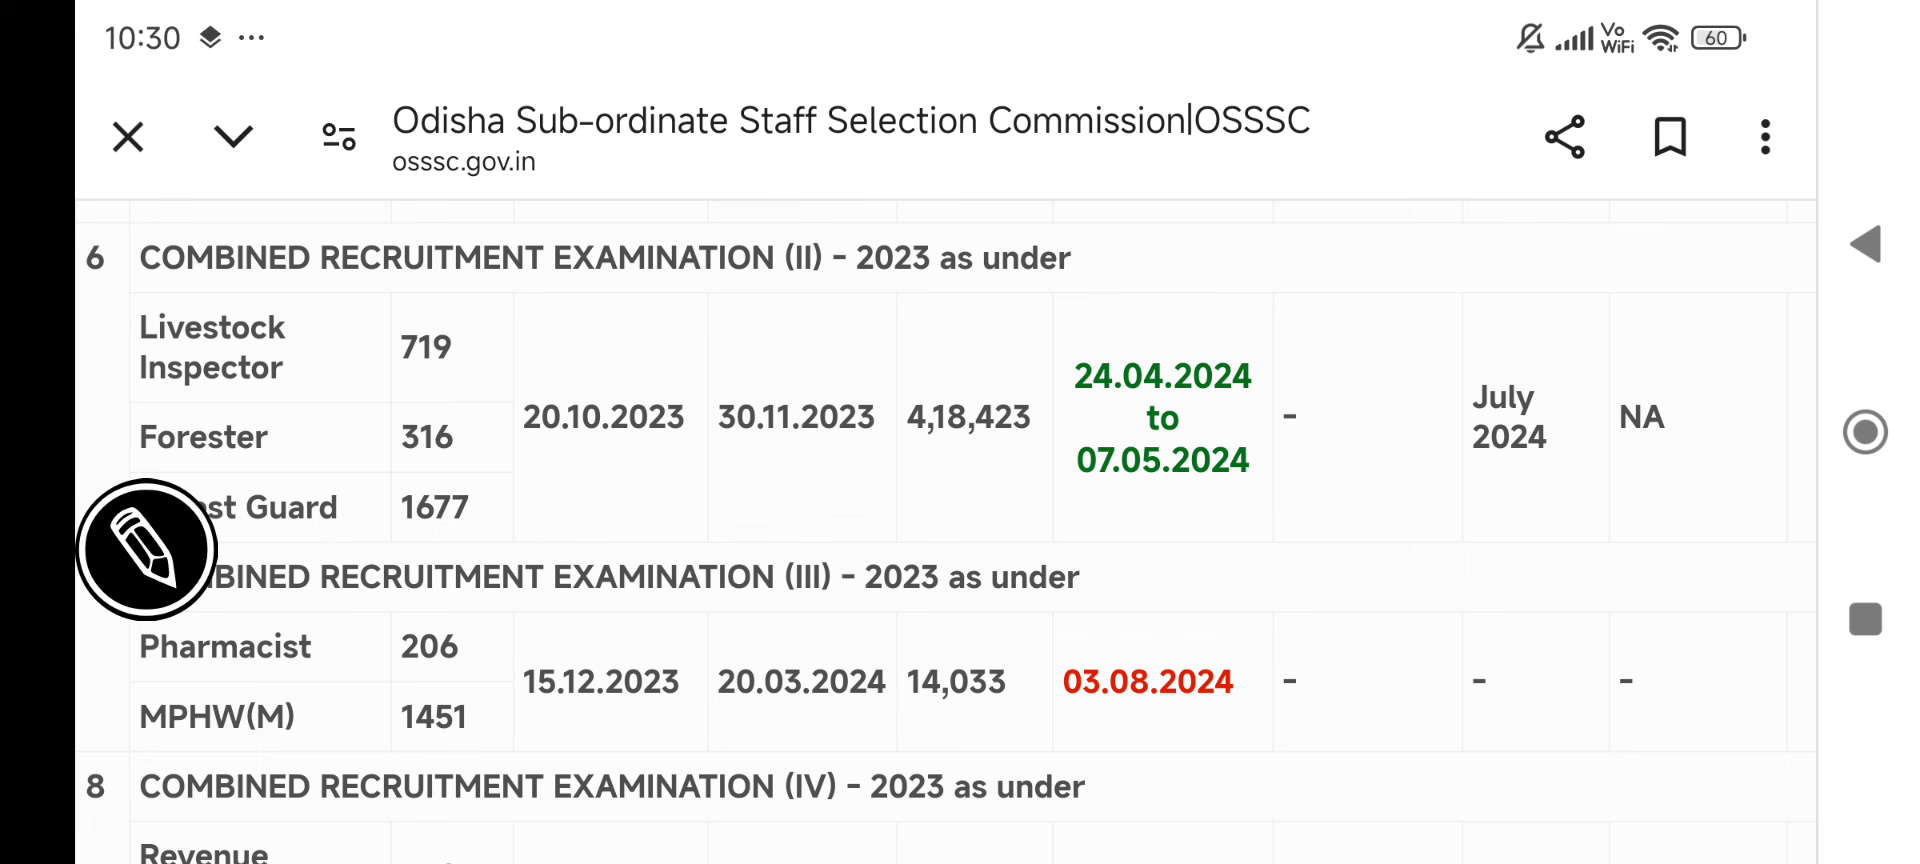 10:30
Vo
WiFi
60
Odisha Sub-ordinate Staff Selection Commission|OSSSC
osssc.gov.in
6 COMBINED RECRUITMENT EXAMINATION (II) - 2023 as under
Livestock
Inspector
719
Forester
316
st Guard
1677
20.10.2023
30.11.2023
4,18,423
24.04.2024
to
07.05.2024
-
July
2024
NA
BINED RECRUITMENT EXAMINATION (III) - 2023 as under
Pharmacist
206
MPHW(M)
1451
15.12.2023
20.03.2024
14,033
03.08.2024
-
-
-
8 COMBINED RECRUITMENT EXAMINATION (IV) - 2023 as under
Revenue